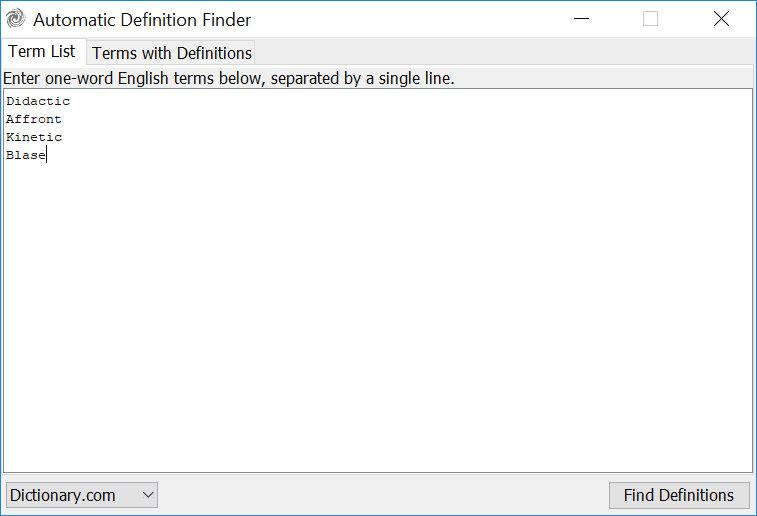 Automatic Definition Finder
Term List
Terms with Definitions
Enter one-word English terms below, separated by a single line.
Didactic
Affront
Kinetic
Blase
Dictionary.com
Find Definitions